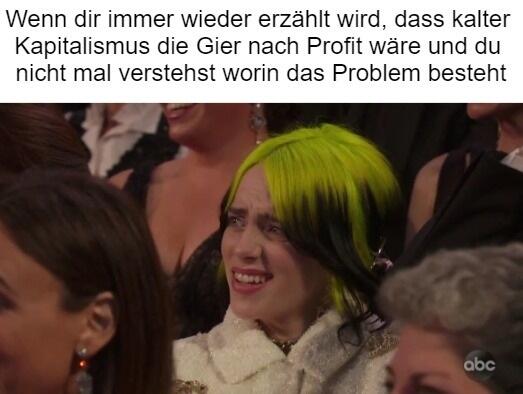 Wenn dir immer wieder erzählt wird, dass kalter
Kapitalismus die Gier nach Profit wäre und du
nicht mal verstehst worin das Problem besteht
abc